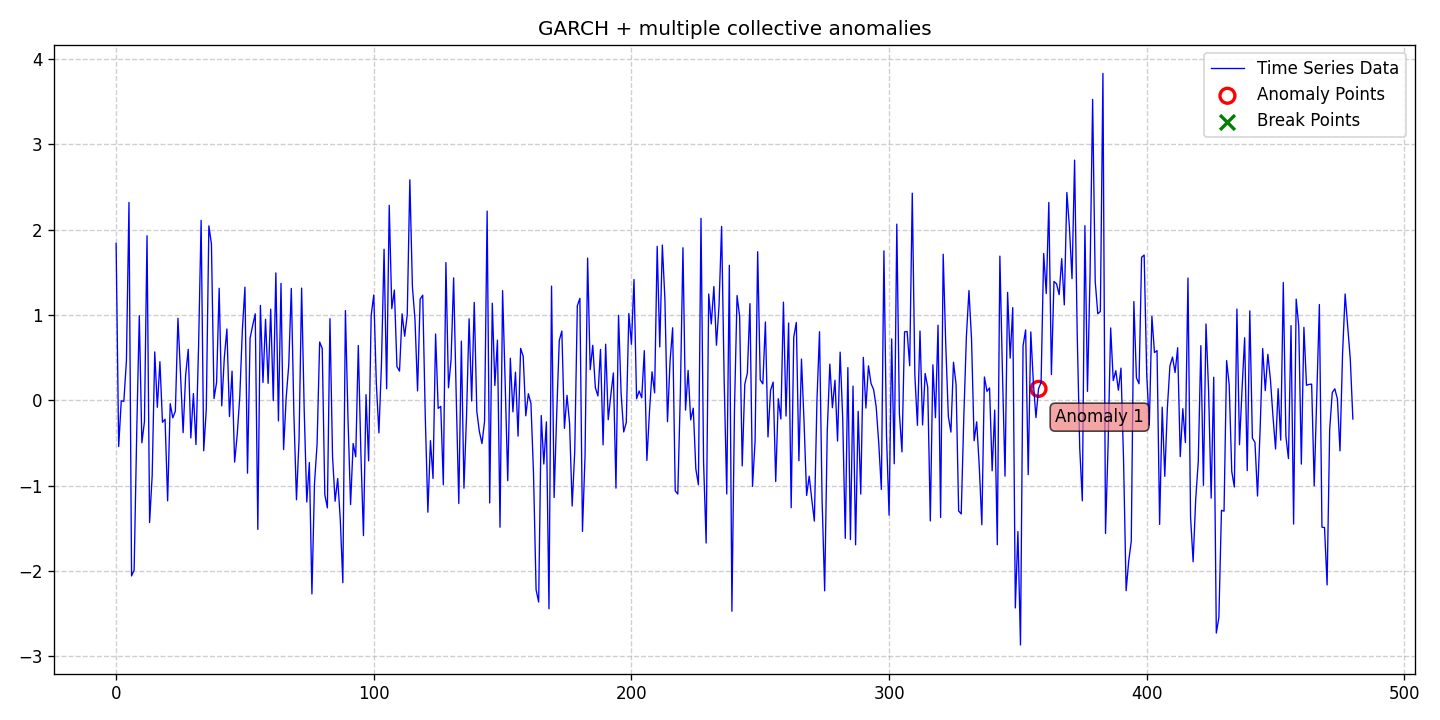 GARCH + multiple collective anomalies
Time Series Data
Anomaly Points
Break Points
4
3
2
1
0
−1
−2
−3
Anomaly 1
0
100
200
300
400
500